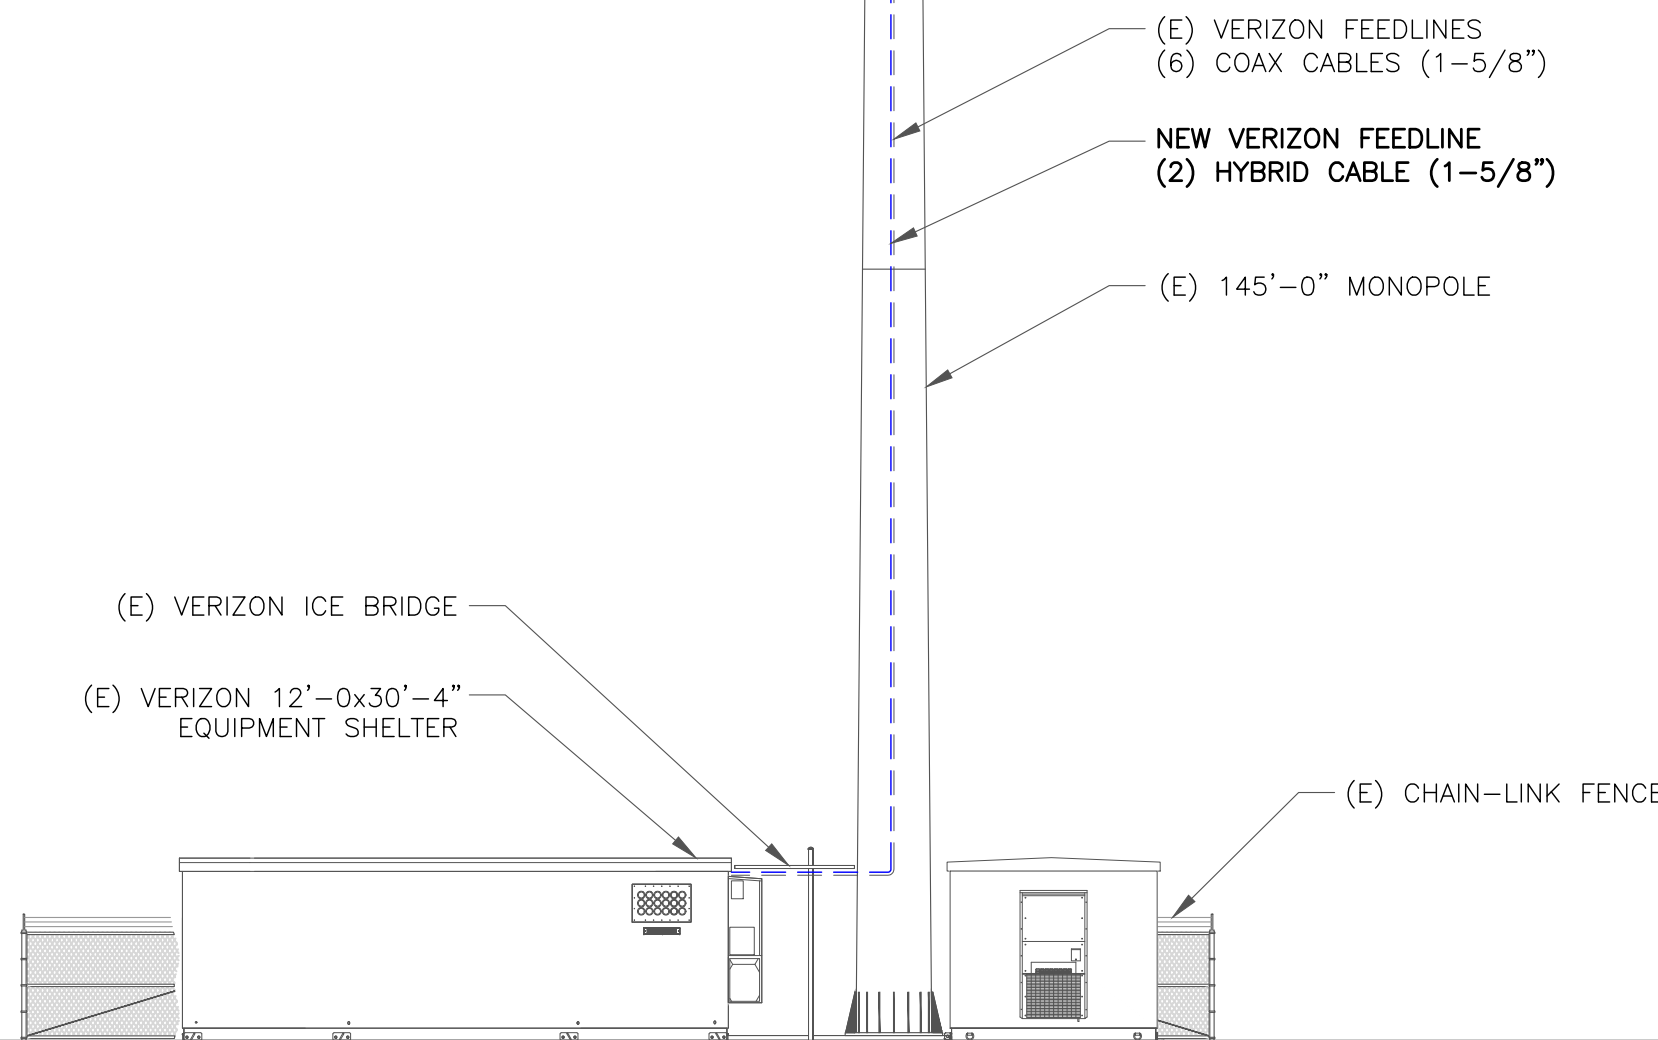 (E) VERIZON FEEDLINES
(6) COAX CABLES (1-5/8")
NEW VERIZON FEEDLINE
(2) HYBRID CABLE (1-5/8")
(E) 145'-0" MONOPOLE
(E) VERIZON ICE BRIDGE
(E) VERIZON 12'-0x30'-4"
EQUIPMENT SHELTER
(E) CHAIN-LINK FENCE